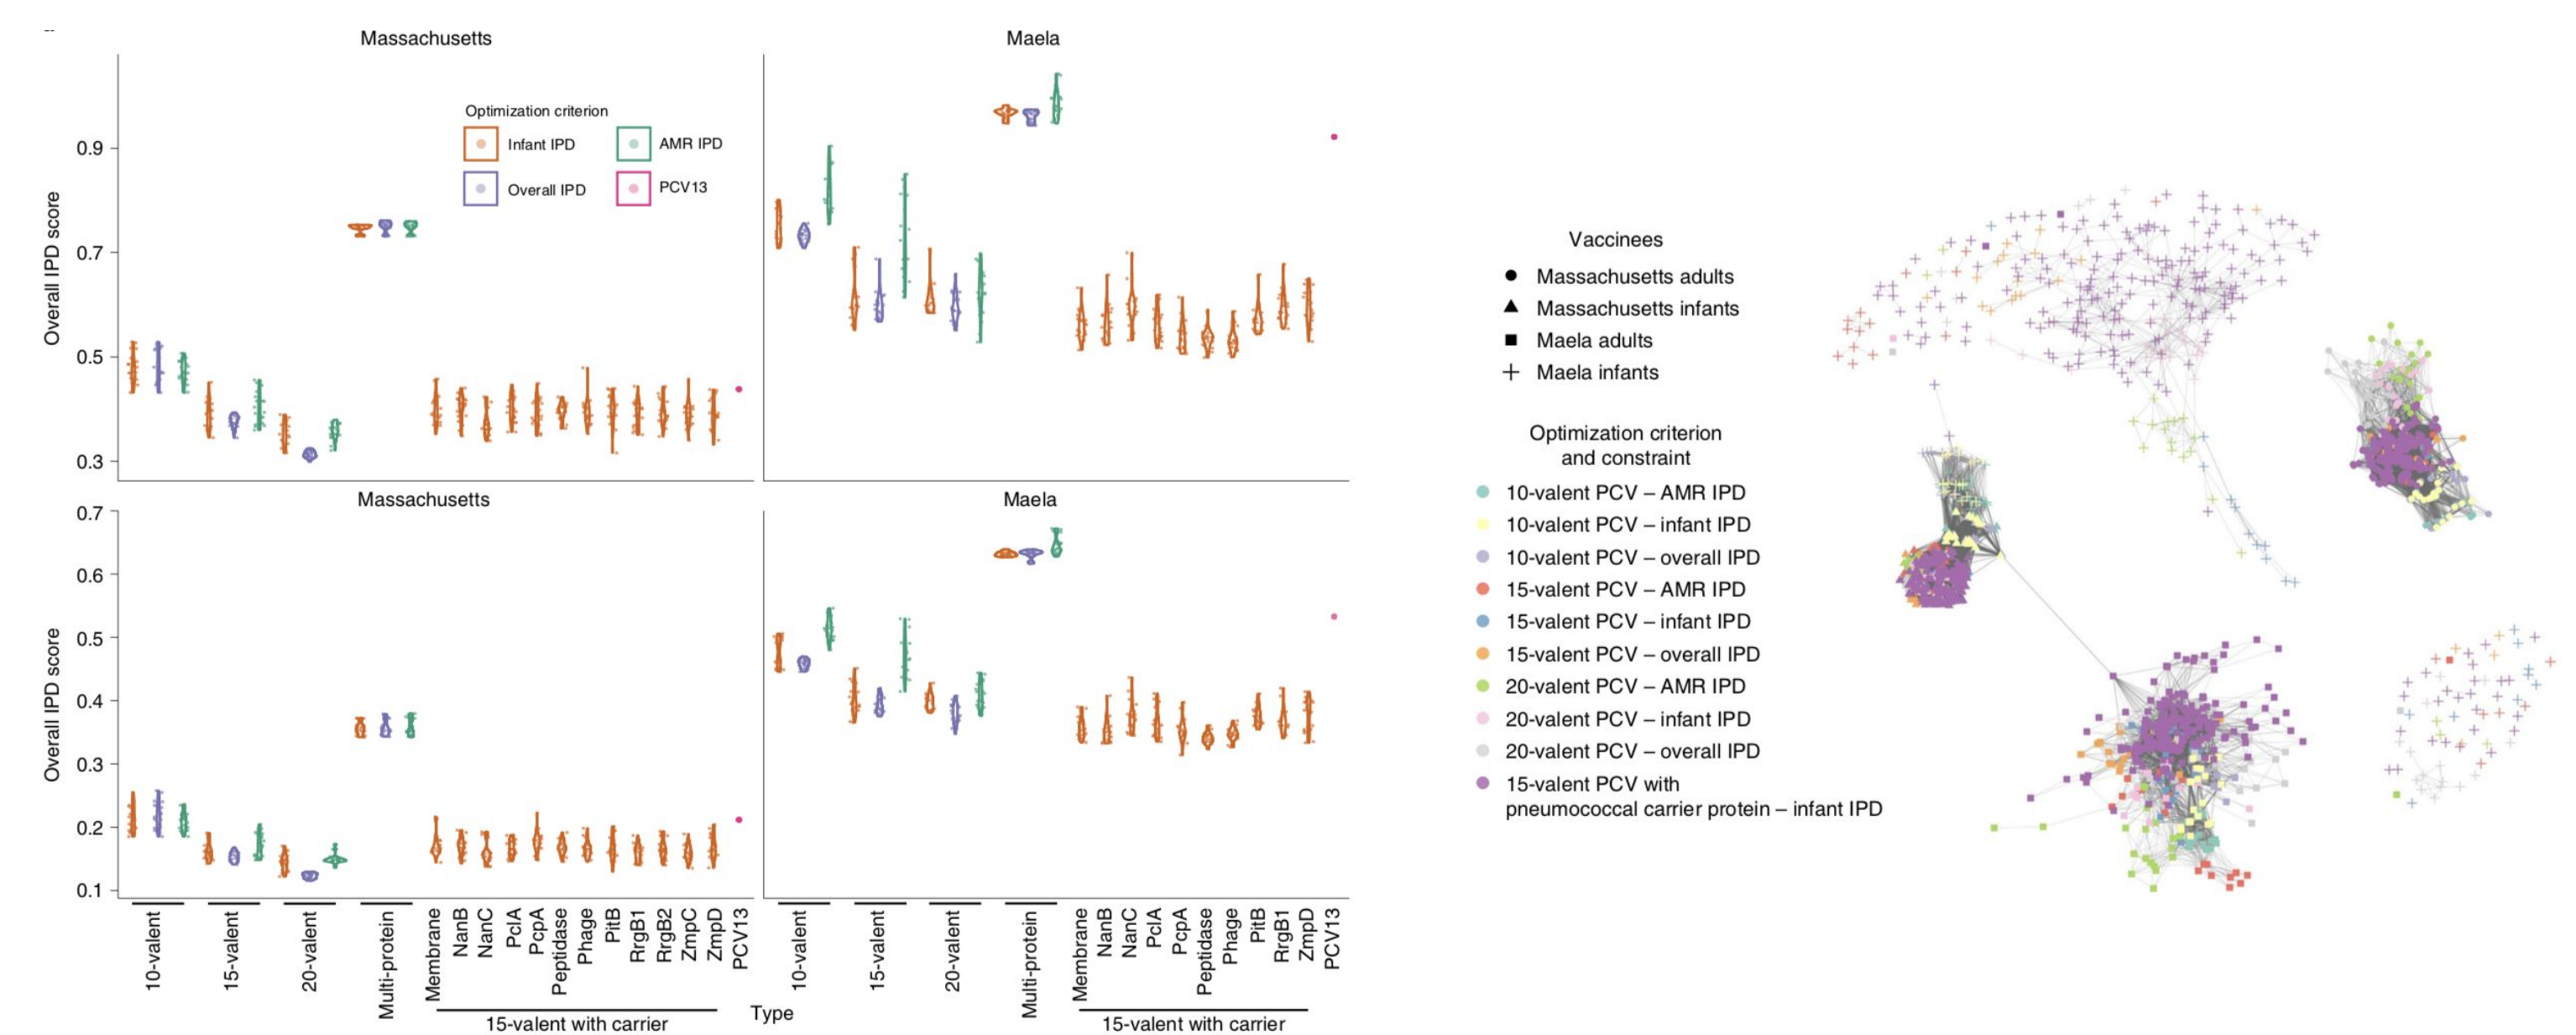 Massachusetts
Maela
Optimization criterion
Infant IPD
AMR IPD
Overall IPD
PCV13
Overall IPD score
0.9
0.7
0.5
0.3
Massachusetts
Maela
Overall IPD score
0.7
0.6
0.5
0.4
0.3
0.2
0.1
10-valent
15-valent
20-valent
Multi-protein
Membrane
NanB
NanC
PclA
PcpA
Peptidase
Phage
PitB
RrgB1
RrgB2
ZmpC
ZmpD
PCV13
15-valent with carrier
Type
10-valent
15-valent
20-valent
Multi-protein
Membrane
NanB
NanC
PclA
PcpA
Peptidase
Phage
PitB
RrgB1
ZmpD
PCV13
15-valent with carrier
Vaccinees
Massachusetts adults
Massachusetts infants
Maela adults
Maela infants
Optimization criterion
and constraint
10-valent PCV – AMR IPD
10-valent PCV – infant IPD
10-valent PCV – overall IPD
15-valent PCV – AMR IPD
15-valent PCV – infant IPD
15-valent PCV – overall IPD
20-valent PCV – AMR IPD
20-valent PCV – infant IPD
20-valent PCV – overall IPD
15-valent PCV with
pneumococcal carrier protein – infant IPD